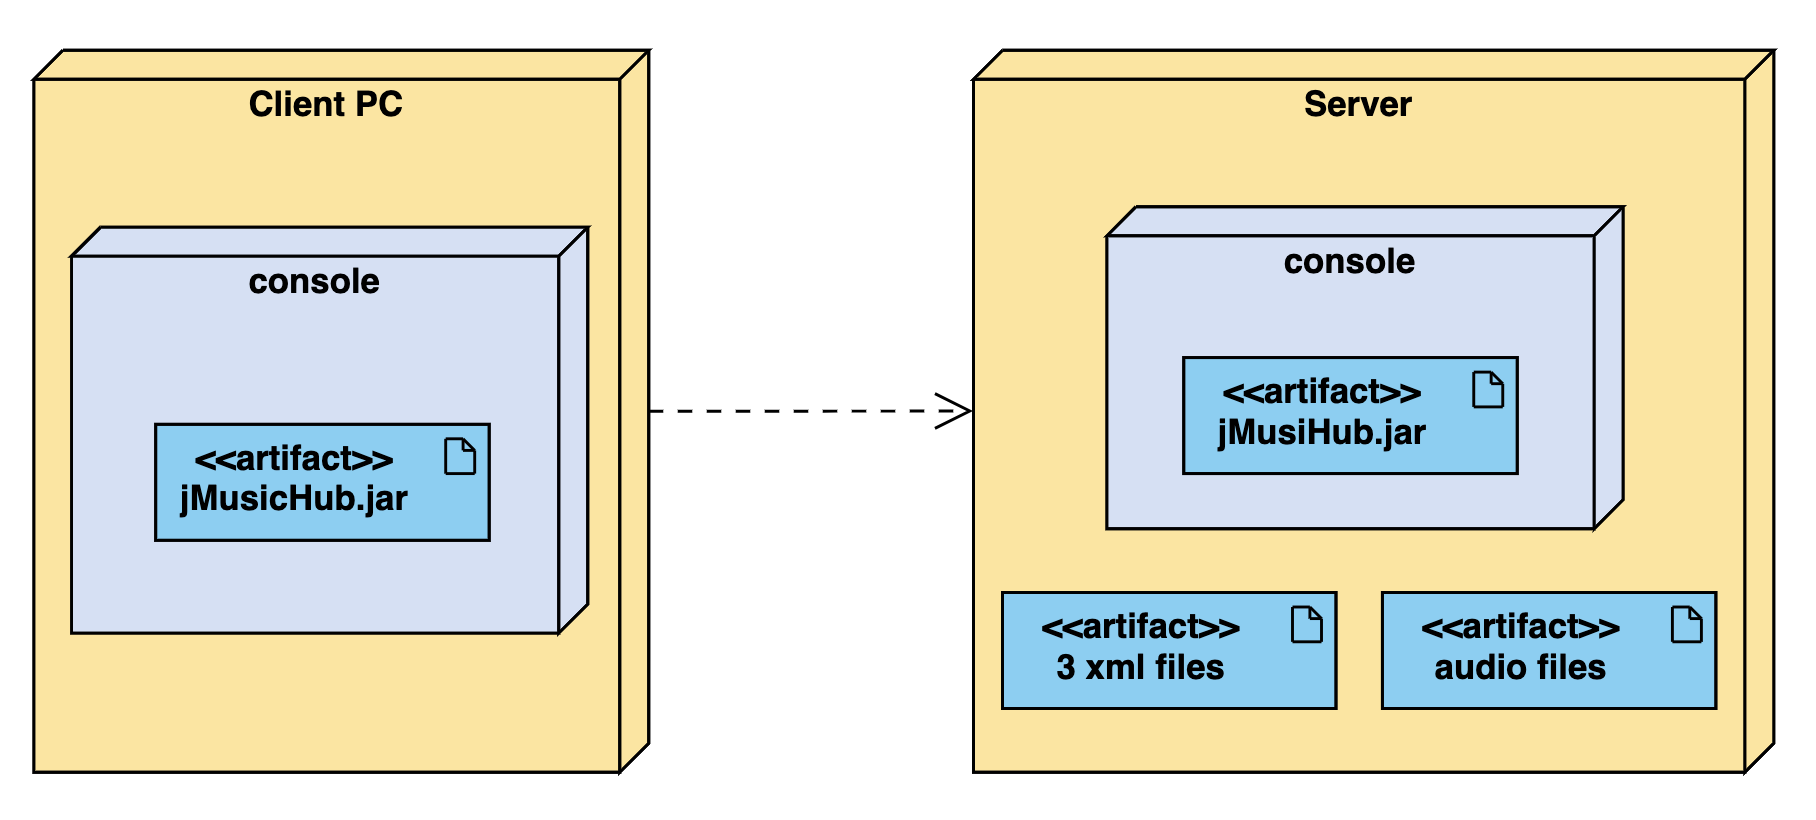 Client PC
console
<<artifact>>
jMusicHub.jar
Server
console
<<artifact>>
jMusiHub.jar
<<artifact>>
3 xml files
<<artifact>>
audio files